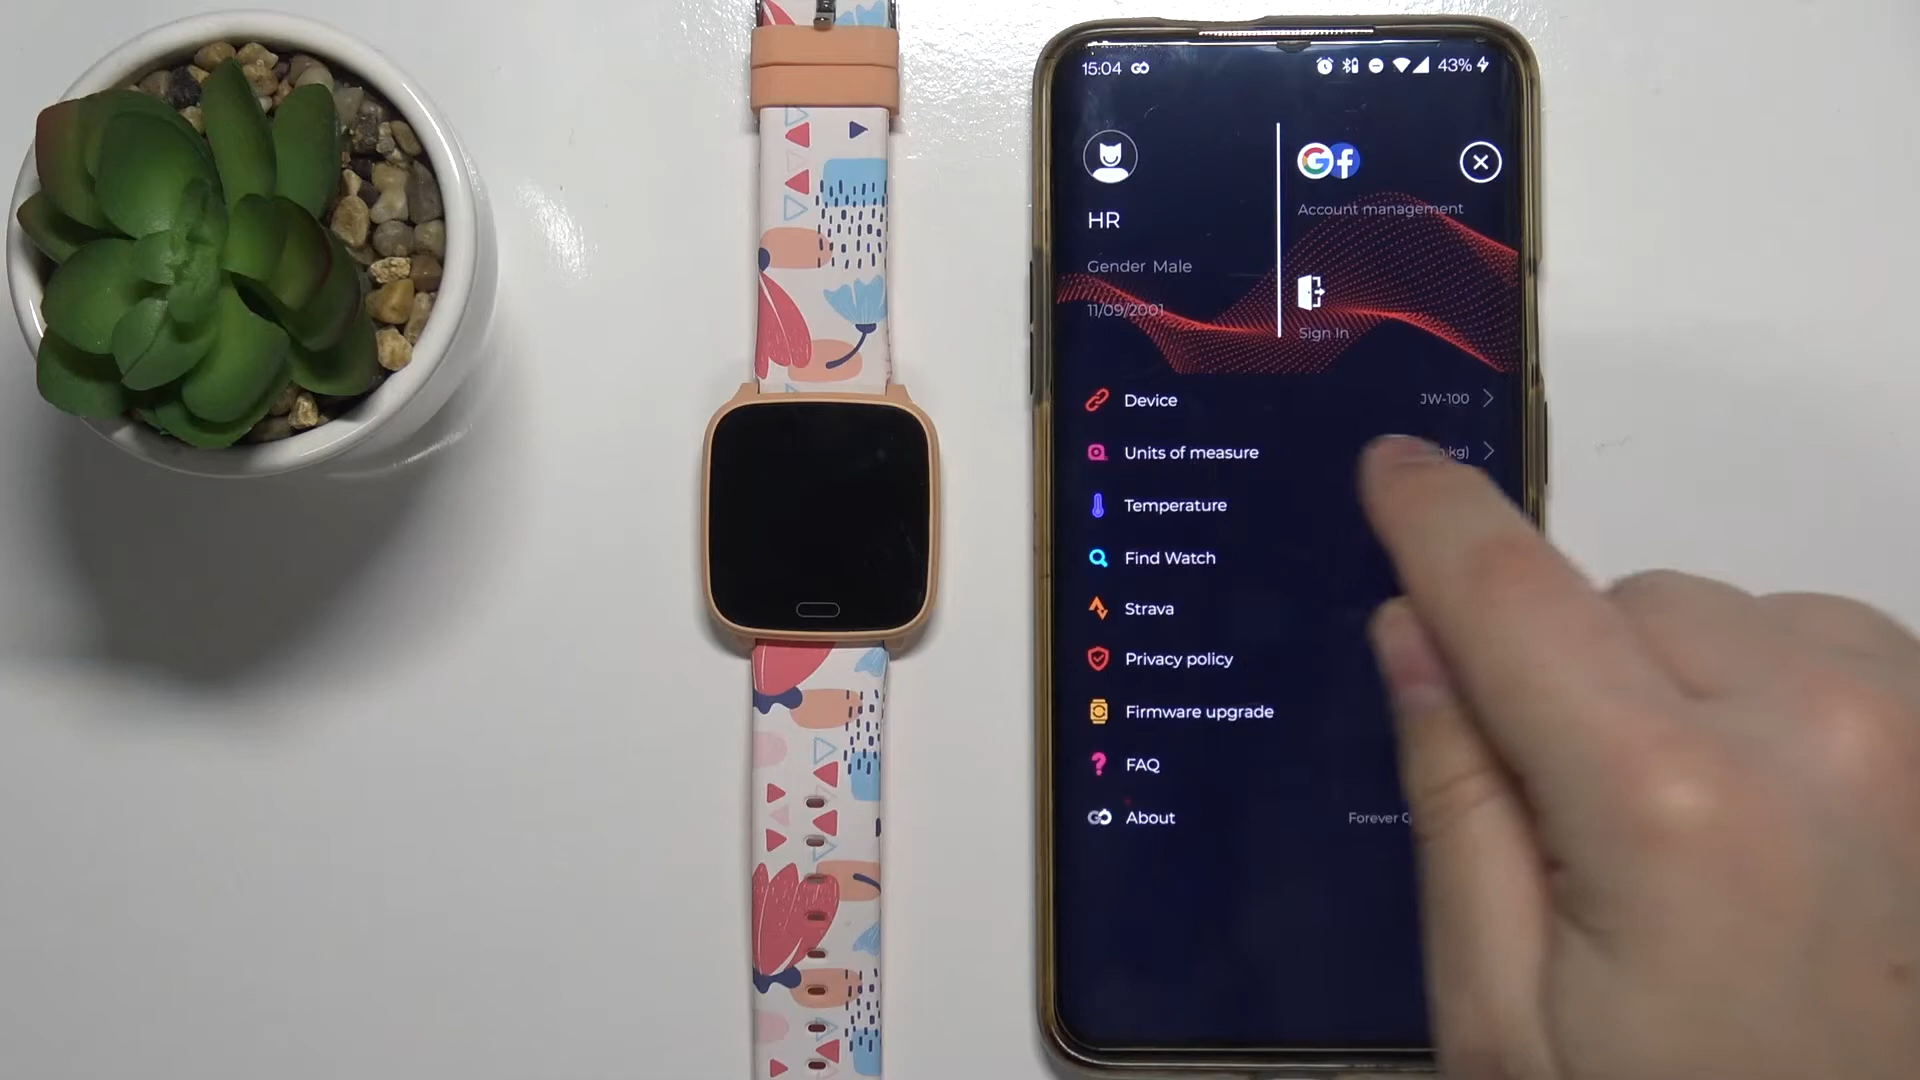 15:04 43%
HR
Account management
Gender Male
11/09/2001
Sign In
Device JW-100
Units of measure kg)
Temperature
Find Watch
Strava
Privacy policy
Firmware upgrade
FAQ
About Forever